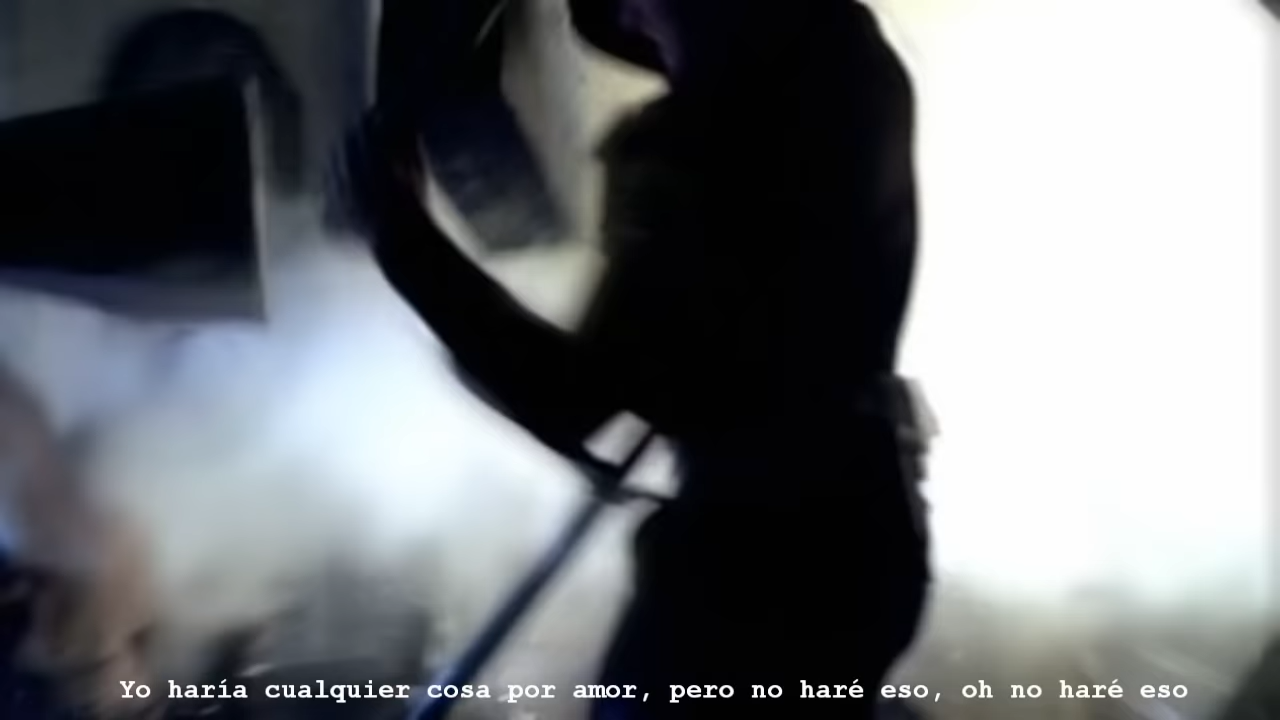 Yo haría cualquier cosa por amor, pero no haré eso, oh no haré eso